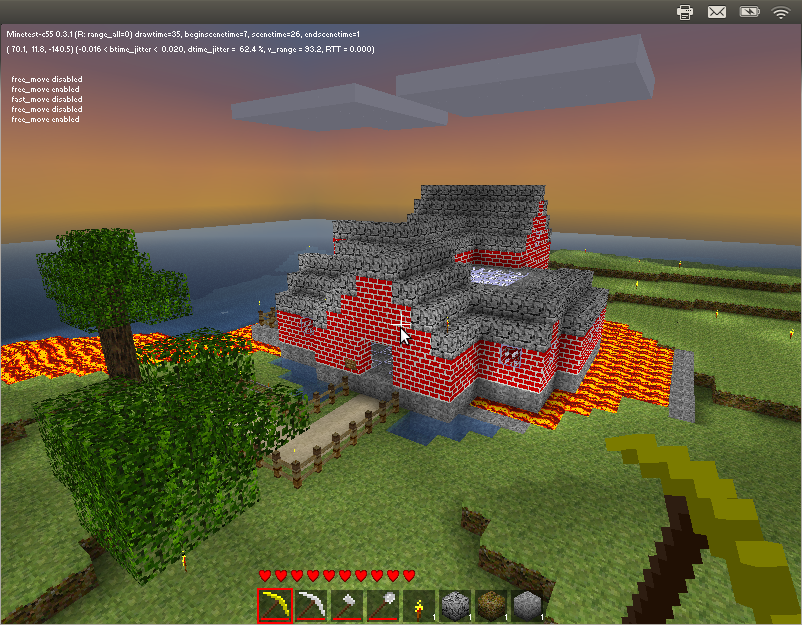 Minetest-c55 0.3.1 (R: range_all=0) drawtime=35, beginscenetime=7, scenetime=26, endscenetime=1
( 70.1, 11.8, -140.5) (-0.016 < btime_jitter < 0.020, dtime_jitter = 62.4 %, v_range = 93.2, RTT = 0.000)
free_move disabled
free_move enabled
fast_move disabled
free_move disabled
free_move enabled
1 1 1 1